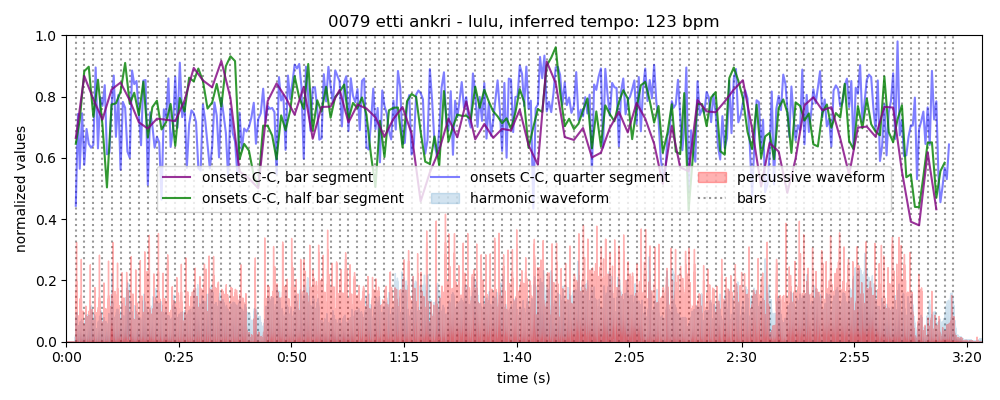 0079 etti ankri - lulu, inferred tempo: 123 bpm
normalized values
1.0
0.8
0.6
0.4
0.2
0.0
onsets C-C, bar segment
onsets C-C, half bar segment
onsets C-C, quarter segment
harmonic waveform
percussive waveform
bars
0:00 0:25 0:50 1:15 1:40 2:05 2:30 2:55 3:20
time (s)